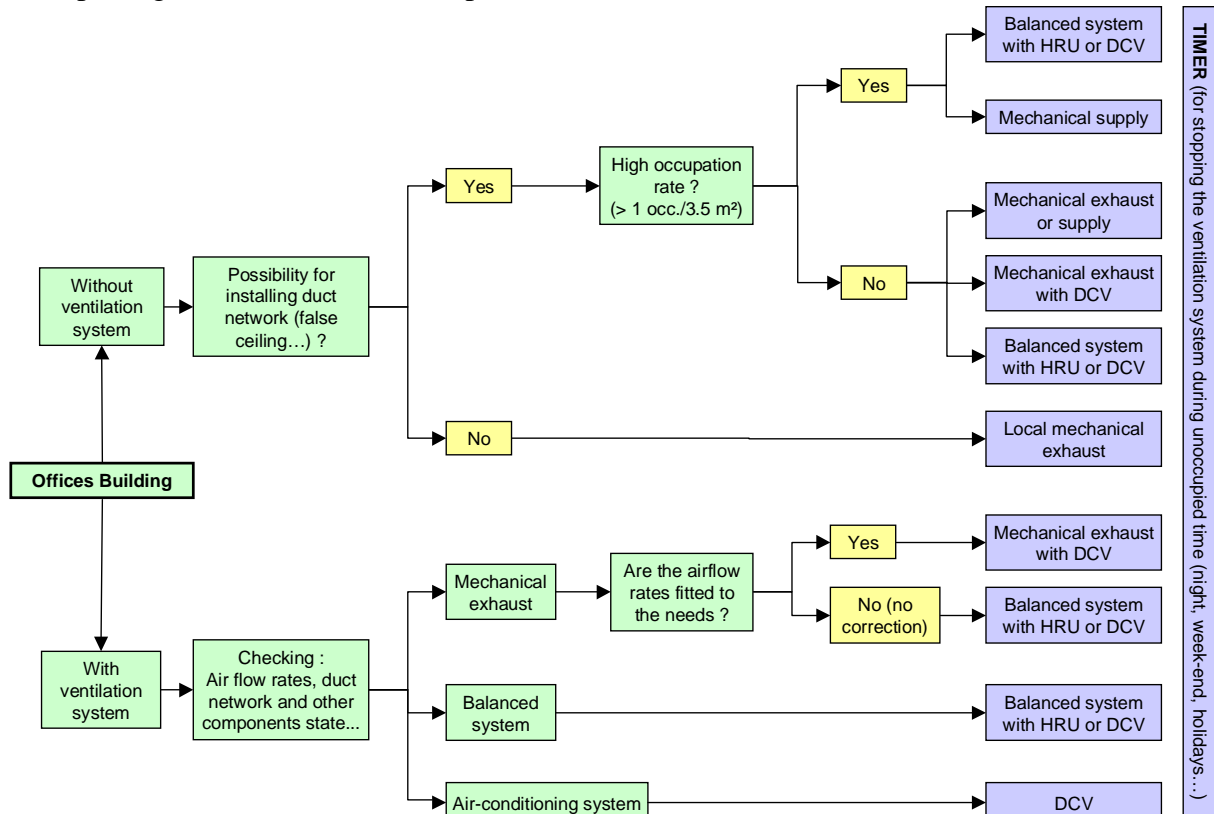 Balanced system
with HRU or DCV
Yes
Mechanical supply
High occupation
rate ?
(> 1 occ./3.5 m²)
Yes
Mechanical exhaust
or supply
Without
ventilation
system
Possibility for
installing duct
network (false
ceiling…) ?
No
Mechanical exhaust
with DCV
Balanced system
with HRU or DCV
No
Local mechanical
exhaust
Offices Building
Mechanical
exhaust
Are the airflow
rates fitted to
the needs ?
Yes
Mechanical exhaust
with DCV
No (no
correction)
Balanced system
with HRU or DCV
With
ventilation
system
Checking :
Air flow rates, duct
network and other
components state...
Balanced
system
Balanced system
with HRU or DCV
Air-conditioning system
DCV
TIMER (for stopping the ventilation system during unoccupied time (night, week-end, holidays…)